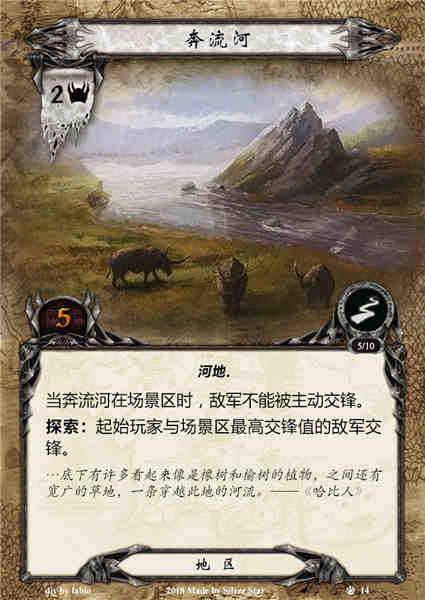 奔流河
2
5
5/10
河地.
当奔流河在场景区时，敌军不能被主动交锋。
探索：起始玩家与场景区最高交锋值的敌军交
锋。
…底下有许多看起来像是橡树和榆树的植物，之间还有
宽广的草地，一条穿越此地的河流。——《哈比人》
地 区
diy by fabio
2018 Made by Silver Star
14